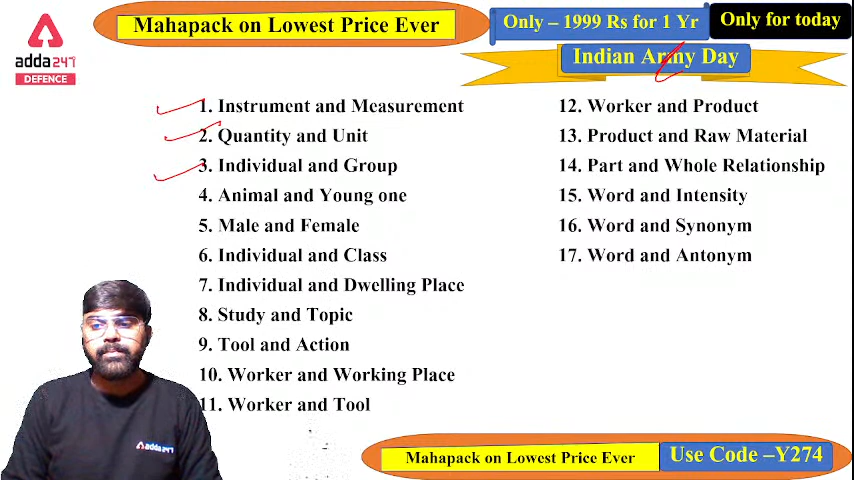 Mahapack on Lowest Price Ever
Only – 1999 Rs for 1 Yr
Only for today
adda247
DEFENCE
Indian Army Day
1. Instrument and Measurement
2. Quantity and Unit
3. Individual and Group
4. Animal and Young one
5. Male and Female
6. Individual and Class
7. Individual and Dwelling Place
8. Study and Topic
9. Tool and Action
10. Worker and Working Place
11. Worker and Tool
12. Worker and Product
13. Product and Raw Material
14. Part and Whole Relationship
15. Word and Intensity
16. Word and Synonym
17. Word and Antonym
adda247
Mahapack on Lowest Price Ever
Use Code –Y274